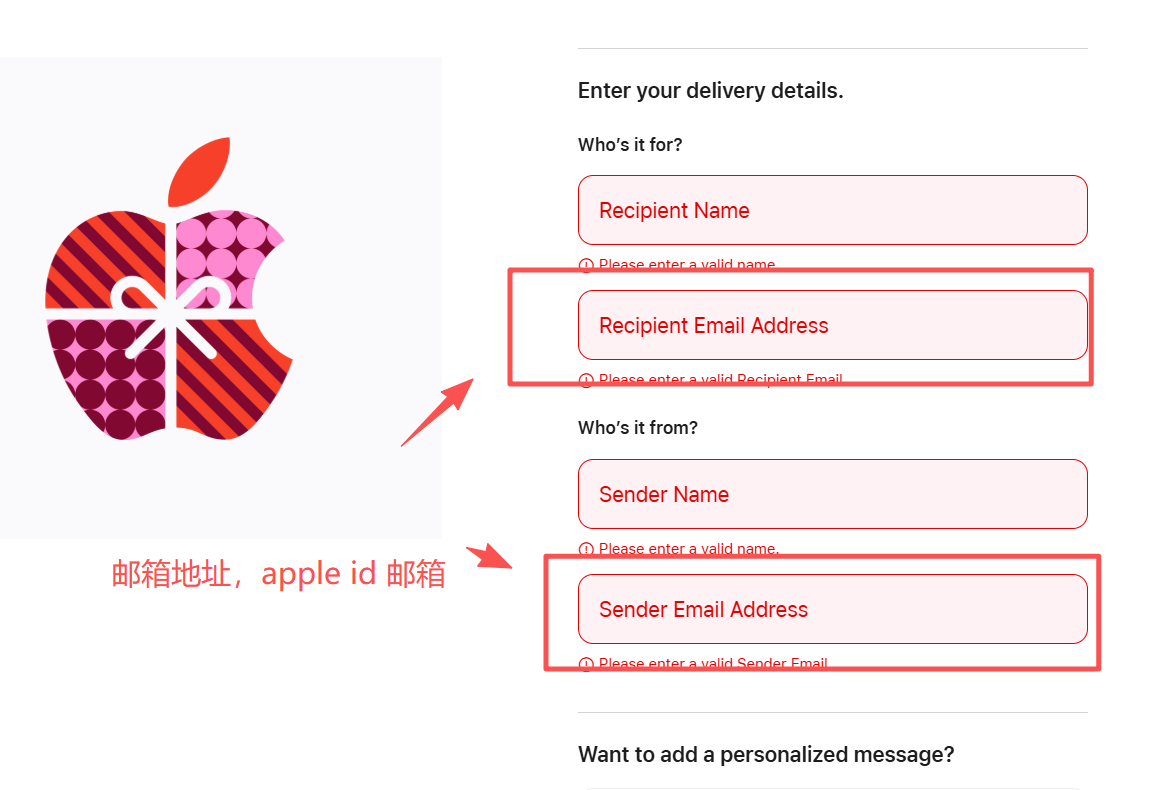 Enter your delivery details.
Who's it for?
Recipient Name
Please enter a valid name.
Recipient Email Address
Please enter a valid Recipient Email
Who's it from?
Sender Name
Please enter a valid name.
邮箱地址，apple id 邮箱
Sender Email Address
Please enter a valid Sender Email
Want to add a personalized message?